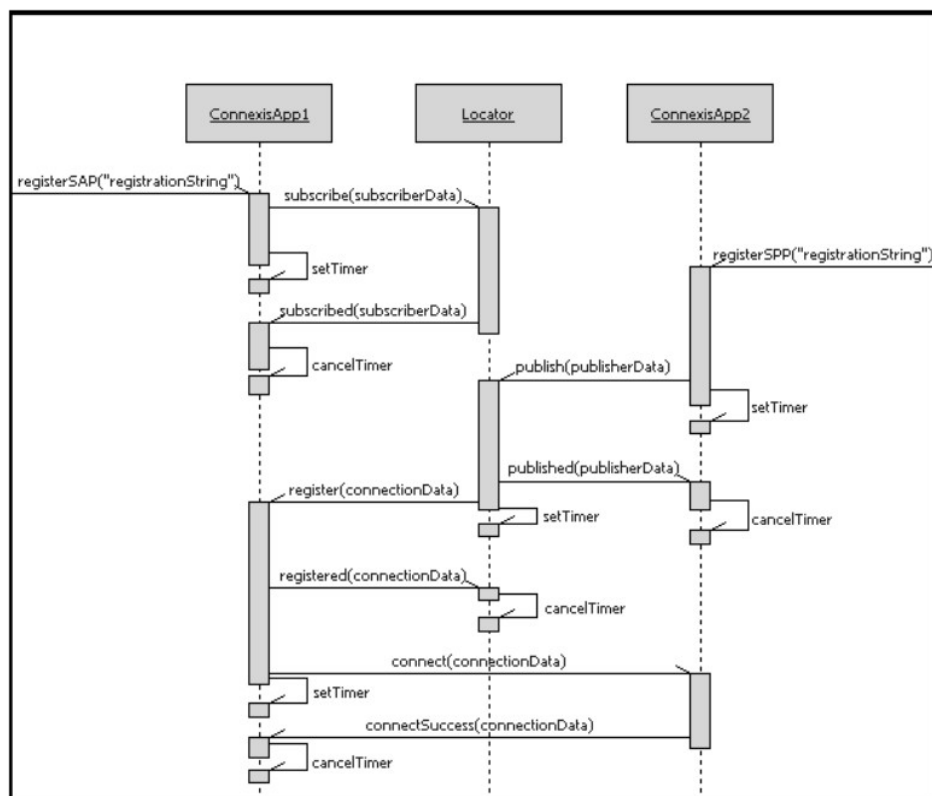 ConnexisApp1
Locator
ConnexisApp2
registerSAP("registrationString")
subscribe(subscriberData)
setTimer
registerSPP("registrationString")
subscribed(subscriberData)
cancelTimer
publish(publisherData)
setTimer
published(publisherData)
register(connectionData)
setTimer
cancelTimer
registered(connectionData)
cancelTimer
connect(connectionData)
setTimer
connectSuccess(connectionData)
cancelTimer